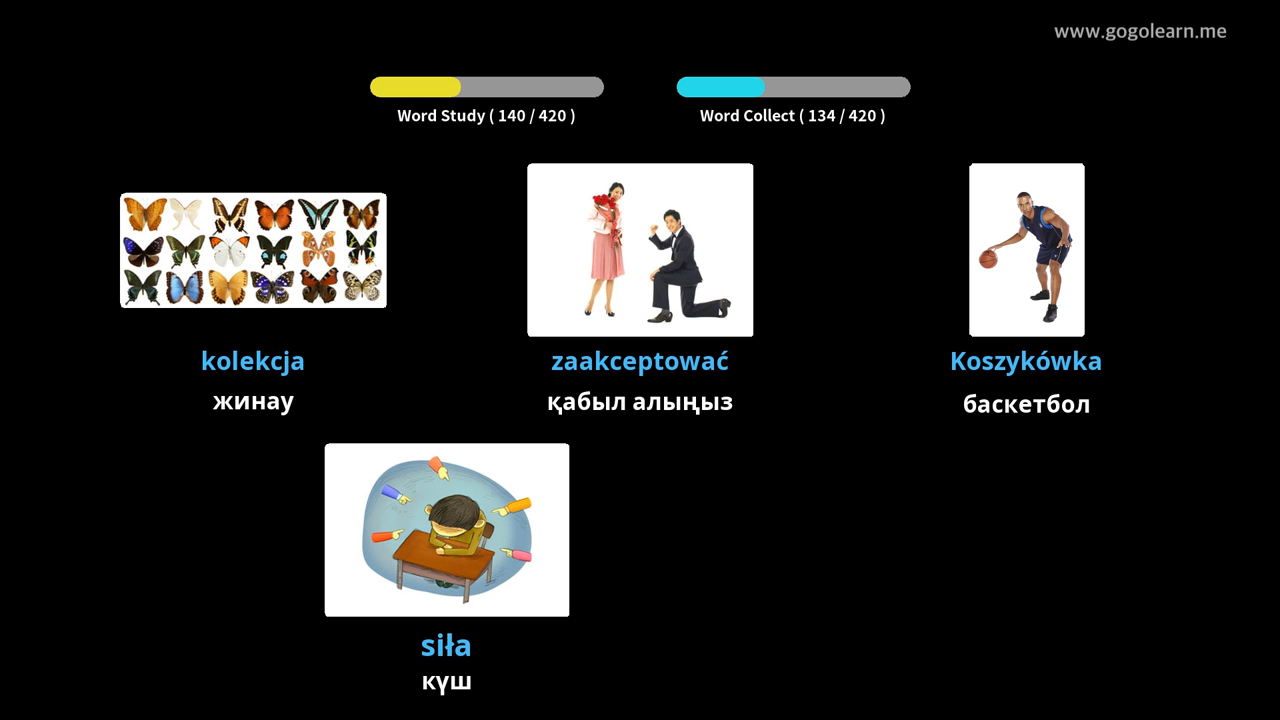 www.gogolearn.me
Word Study ( 140 / 420 )
Word Collect ( 134 / 420 )
kolekcja
жинау
zaakceptować
қабыл алыңыз
Koszykówka
баскетбол
siła
күш